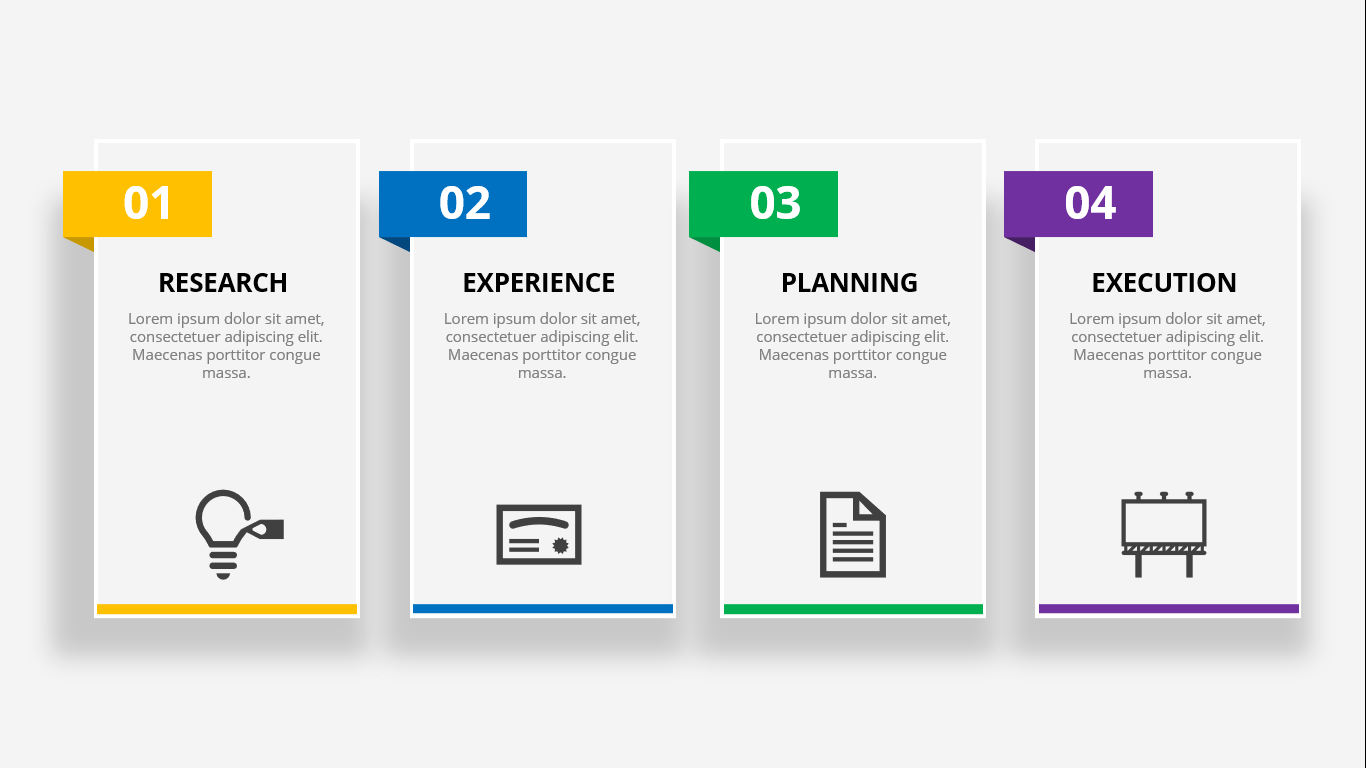 01
RESEARCH
Lorem ipsum dolor sit amet,
consectetuer adipiscing elit.
Maecenas porttitor congue
massa.
02
EXPERIENCE
Lorem ipsum dolor sit amet,
consectetuer adipiscing elit.
Maecenas porttitor congue
massa.
03
PLANNING
Lorem ipsum dolor sit amet,
consectetuer adipiscing elit.
Maecenas porttitor congue
massa.
04
EXECUTION
Lorem ipsum dolor sit amet,
consectetuer adipiscing elit.
Maecenas porttitor congue
massa.